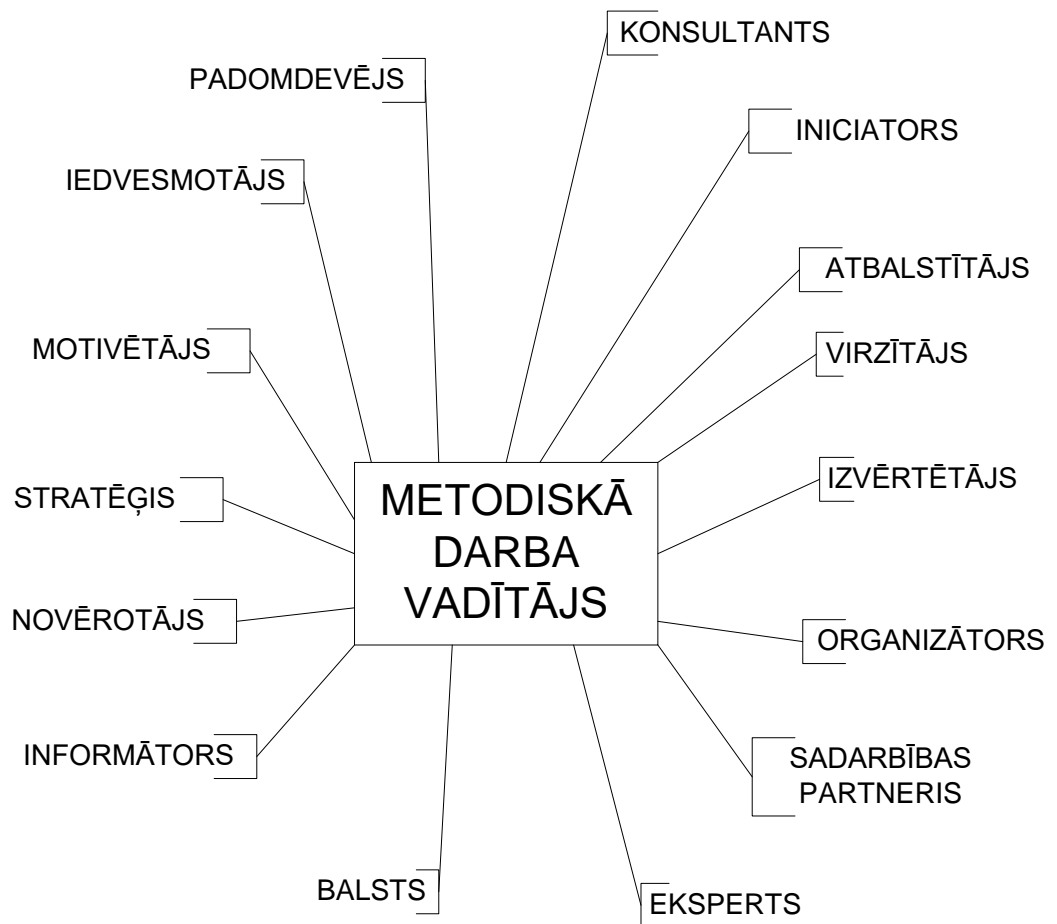 KONSULTANTS
PADOMDEVĒJS
INICIATORS
IEDVESMOTĀJS
ATBALSTĪTĀJS
MOTIVĒTĀJS
VIRZĪTĀJS
IZVĒRTĒTĀJS
STRATĒĢIS
METODISKĀ
DARBA
VADĪTĀJS
NOVĒROTĀJS
ORGANIZĀTORS
INFORMĀTORS
SADARBĪBAS
PARTNERIS
BALSTS
EKSPERTS